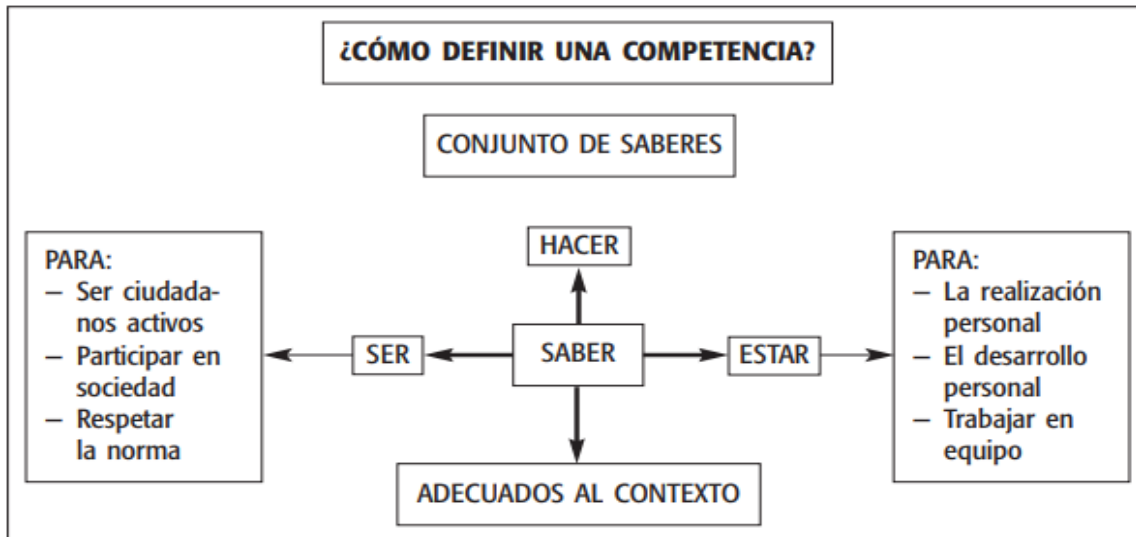 ¿CÓMO DEFINIR UNA COMPETENCIA?
CONJUNTO DE SABERES
HACER
PARA:
— Ser ciudada-
nos activos
— Participar en
sociedad
— Respetar
la norma
SER
SABER
ESTAR
PARA:
— La realización
personal
— El desarrollo
personal
— Trabajar en
equipo
ADECUADOS AL CONTEXTO